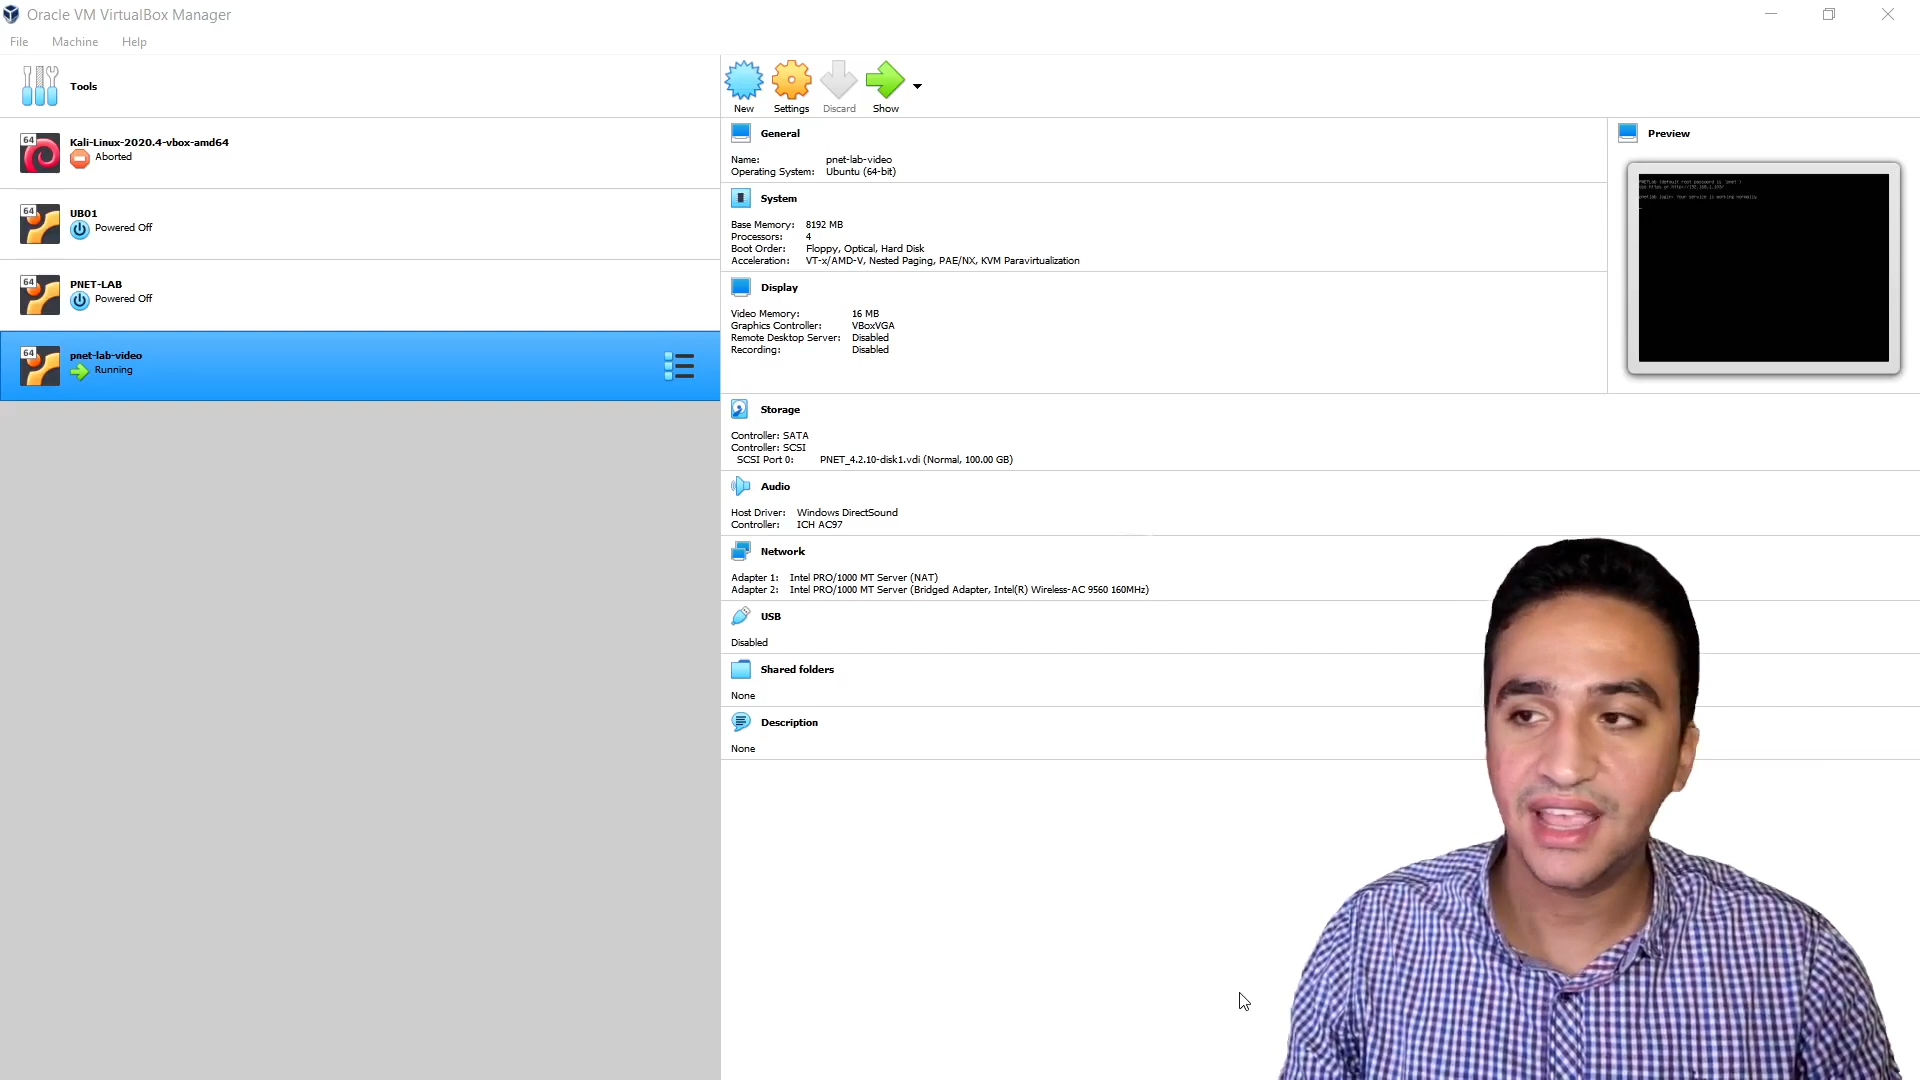 Oracle VM VirtualBox Manager
File Machine Help
Tools
64
Kali-Linux-2020.4-vbox-amd64
Aborted
64
UB01
Powered Off
64
PNET-LAB
Powered Off
64
pnet-lab-video
Running
New Settings Discard Show
General
Name: pnet-lab-video
Operating System: Ubuntu (64-bit)
System
Base Memory: 8192 MB
Processors: 4
Boot Order: Floppy, Optical, Hard Disk
Acceleration: VT-x/AMD-V, Nested Paging, PAE/NX, KVM Paravirtualization
Display
Video Memory: 16 MB
Graphics Controller: VBoxVGA
Remote Desktop Server: Disabled
Recording: Disabled
Preview
Storage
Controller: SATA
Controller: SCSI
SCSI Port 0: PNET_4.2.10-disk1.vdi (Normal, 100.00 GB)
Audio
Host Driver: Windows DirectSound
Controller: ICH AC97
Network
Adapter 1: Intel PRO/1000 MT Server (NAT)
Adapter 2: Intel PRO/1000 MT Server (Bridged Adapter, Intel(R) Wireless-AC 9560 160MHz)
USB
Disabled
Shared folders
None
Description
None